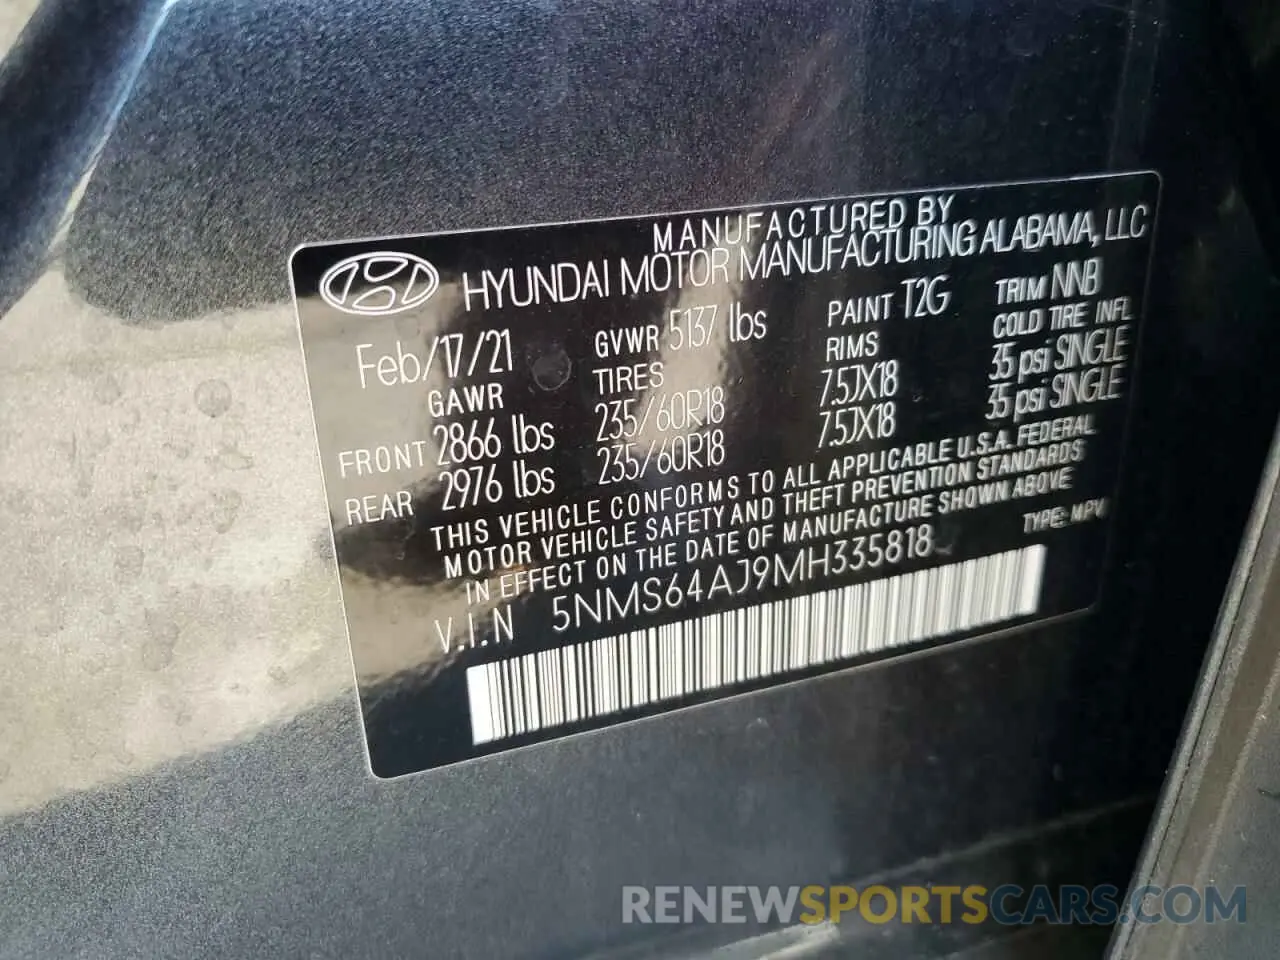 MANUFACTURED BY
HYUNDAI MOTOR MANUFACTURING ALABAMA, LLC
Feb/17/21 GVWR 5137 lbs PAINT T2G TRIM NNB
GAWR TIRES RIMS COLD TIRE INFL
FRONT 2866 lbs 235/60R18 7.5JX18 35 psi SINGLE
REAR 2976 lbs 235/60R18 7.5JX18 35 psi SINGLE
THIS VEHICLE CONFORMS TO ALL APPLICABLE U.S.A. FEDERAL
MOTOR VEHICLE SAFETY AND THEFT PREVENTION STANDARDS
IN EFFECT ON THE DATE OF MANUFACTURE SHOWN ABOVE
V.I.N 5NMS64AJ9MH335818 TYPE: MPV
RENEWSPORTSCARS.COM